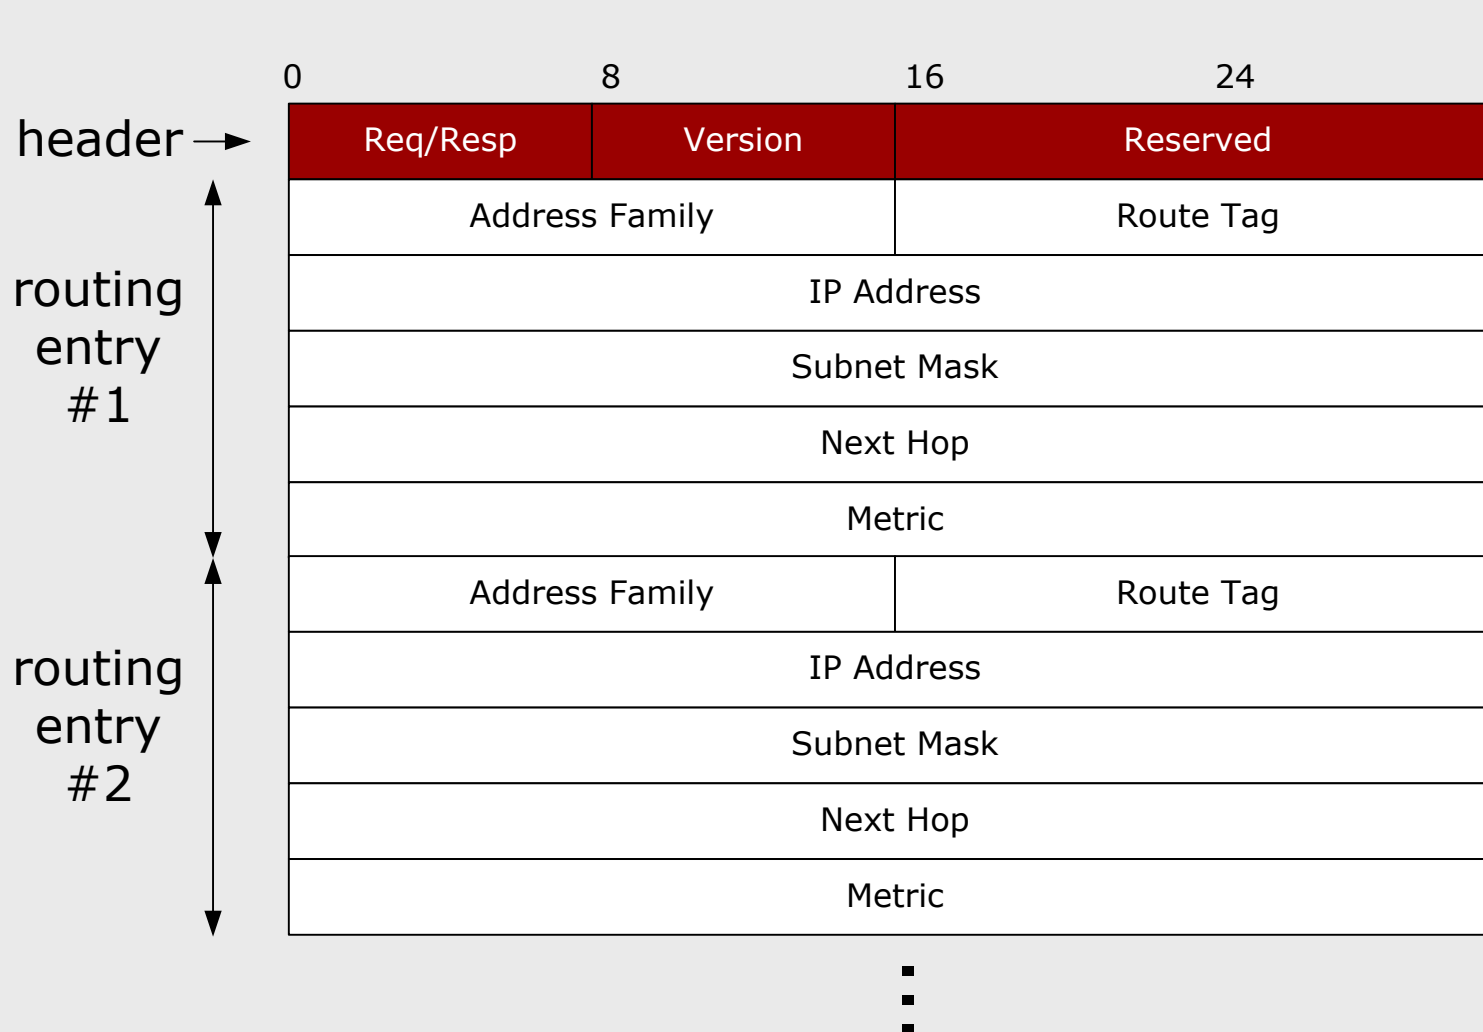 0 8 16 24
header
Req/Resp Version Reserved
Address Family Route Tag
routing
entry
#1
IP Address
Subnet Mask
Next Hop
Metric
Address Family Route Tag
routing
entry
#2
IP Address
Subnet Mask
Next Hop
Metric